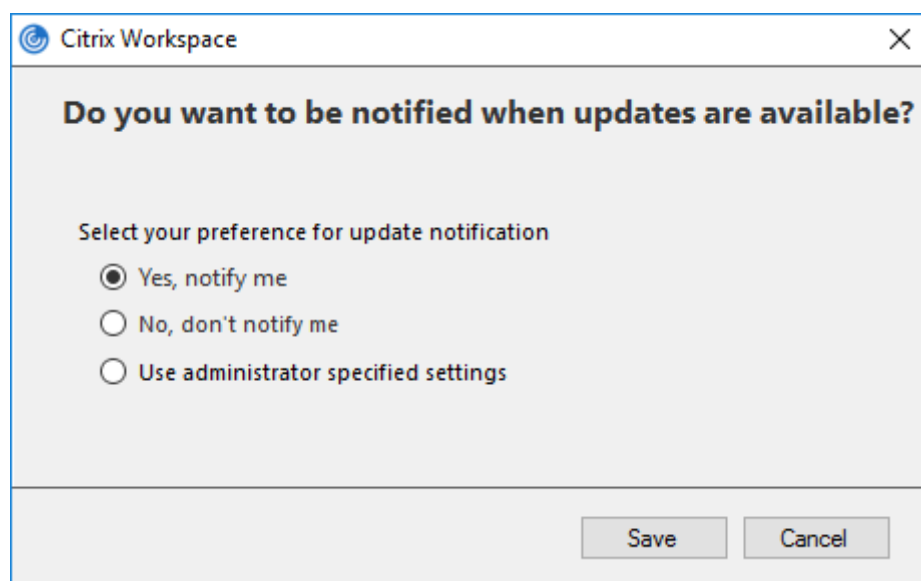 Citrix Workspace
Do you want to be notified when updates are available?
Select your preference for update notification
Yes, notify me
No, don't notify me
Use administrator specified settings
Save Cancel